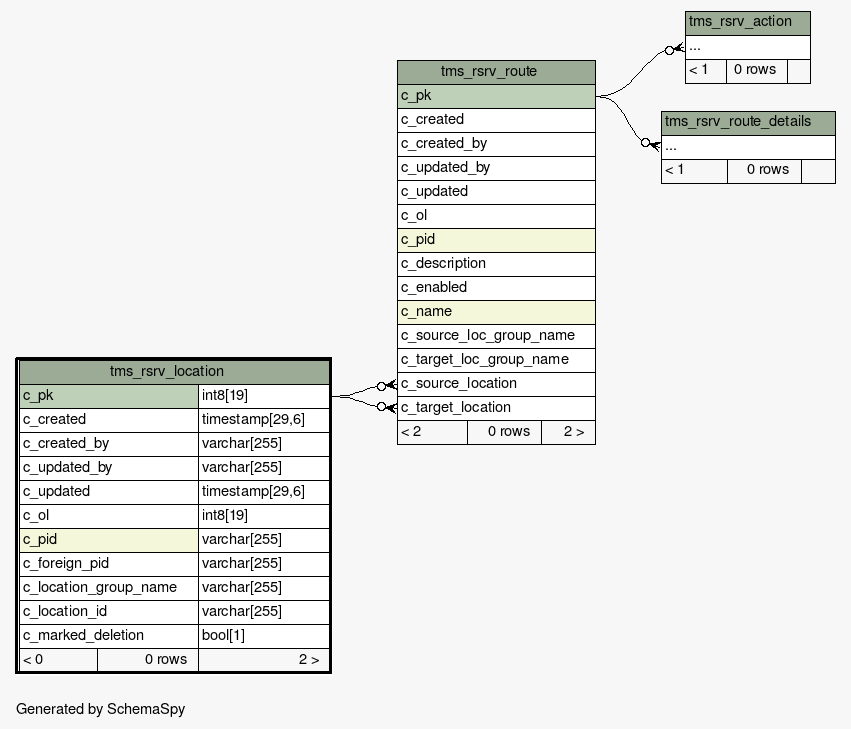 tms_rsrv_action
...
< 1 0 rows
tms_rsrv_route
c_pk
c_created
c_created_by
c_updated_by
c_updated
c_ol
c_pid
c_description
c_enabled
c_name
c_source_loc_group_name
c_target_loc_group_name
c_source_location
c_target_location
< 2 0 rows 2 >
tms_rsrv_route_details
...
< 1 0 rows
tms_rsrv_location
c_pk int8[19]
c_created timestamp[29,6]
c_created_by varchar[255]
c_updated_by varchar[255]
c_updated timestamp[29,6]
c_ol int8[19]
c_pid varchar[255]
c_foreign_pid varchar[255]
c_location_group_name varchar[255]
c_location_id varchar[255]
c_marked_deletion bool[1]
< 0 0 rows 2 >
Generated by SchemaSpy